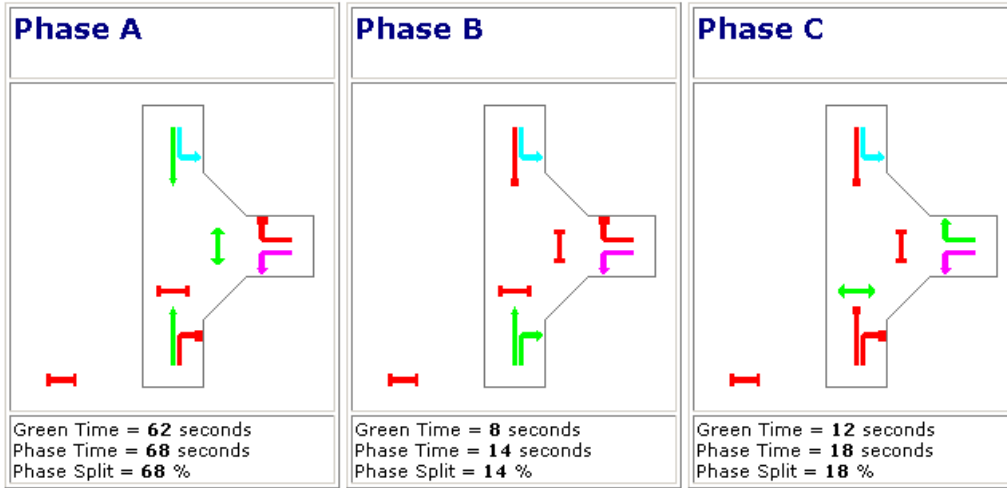 Phase A
Green Time = 62 seconds
Phase Time = 68 seconds
Phase Split = 68 %
Phase B
Green Time = 8 seconds
Phase Time = 14 seconds
Phase Split = 14 %
Phase C
Green Time = 12 seconds
Phase Time = 18 seconds
Phase Split = 18 %